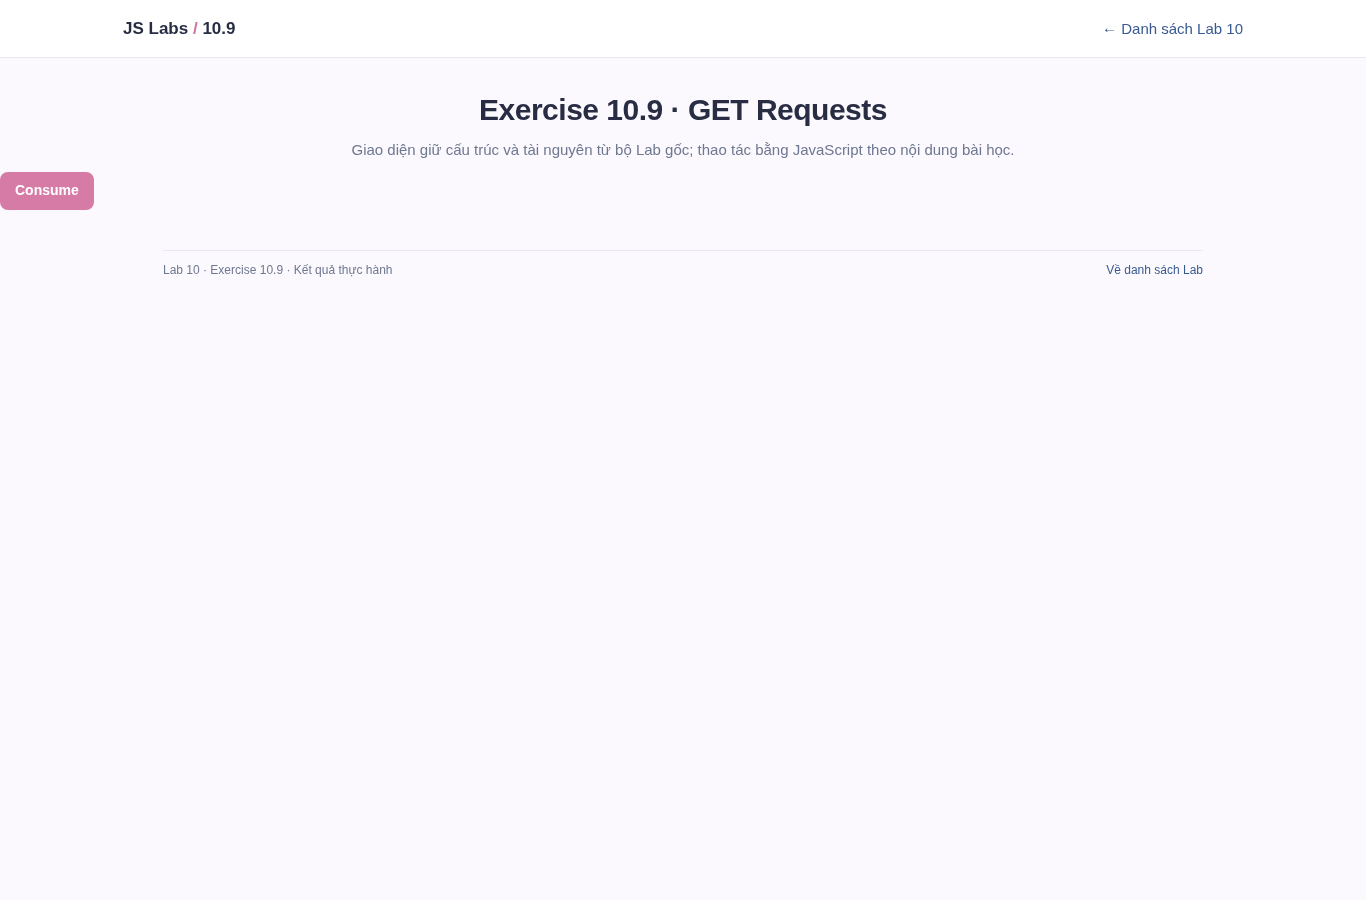 JS Labs / 10.9
← Danh sách Lab 10
Exercise 10.9 · GET Requests
Giao diện giữ cấu trúc và tài nguyên từ bộ Lab gốc; thao tác bằng JavaScript theo nội dung bài học.
Consume
Lab 10 · Exercise 10.9 · Kết quả thực hành
Về danh sách Lab